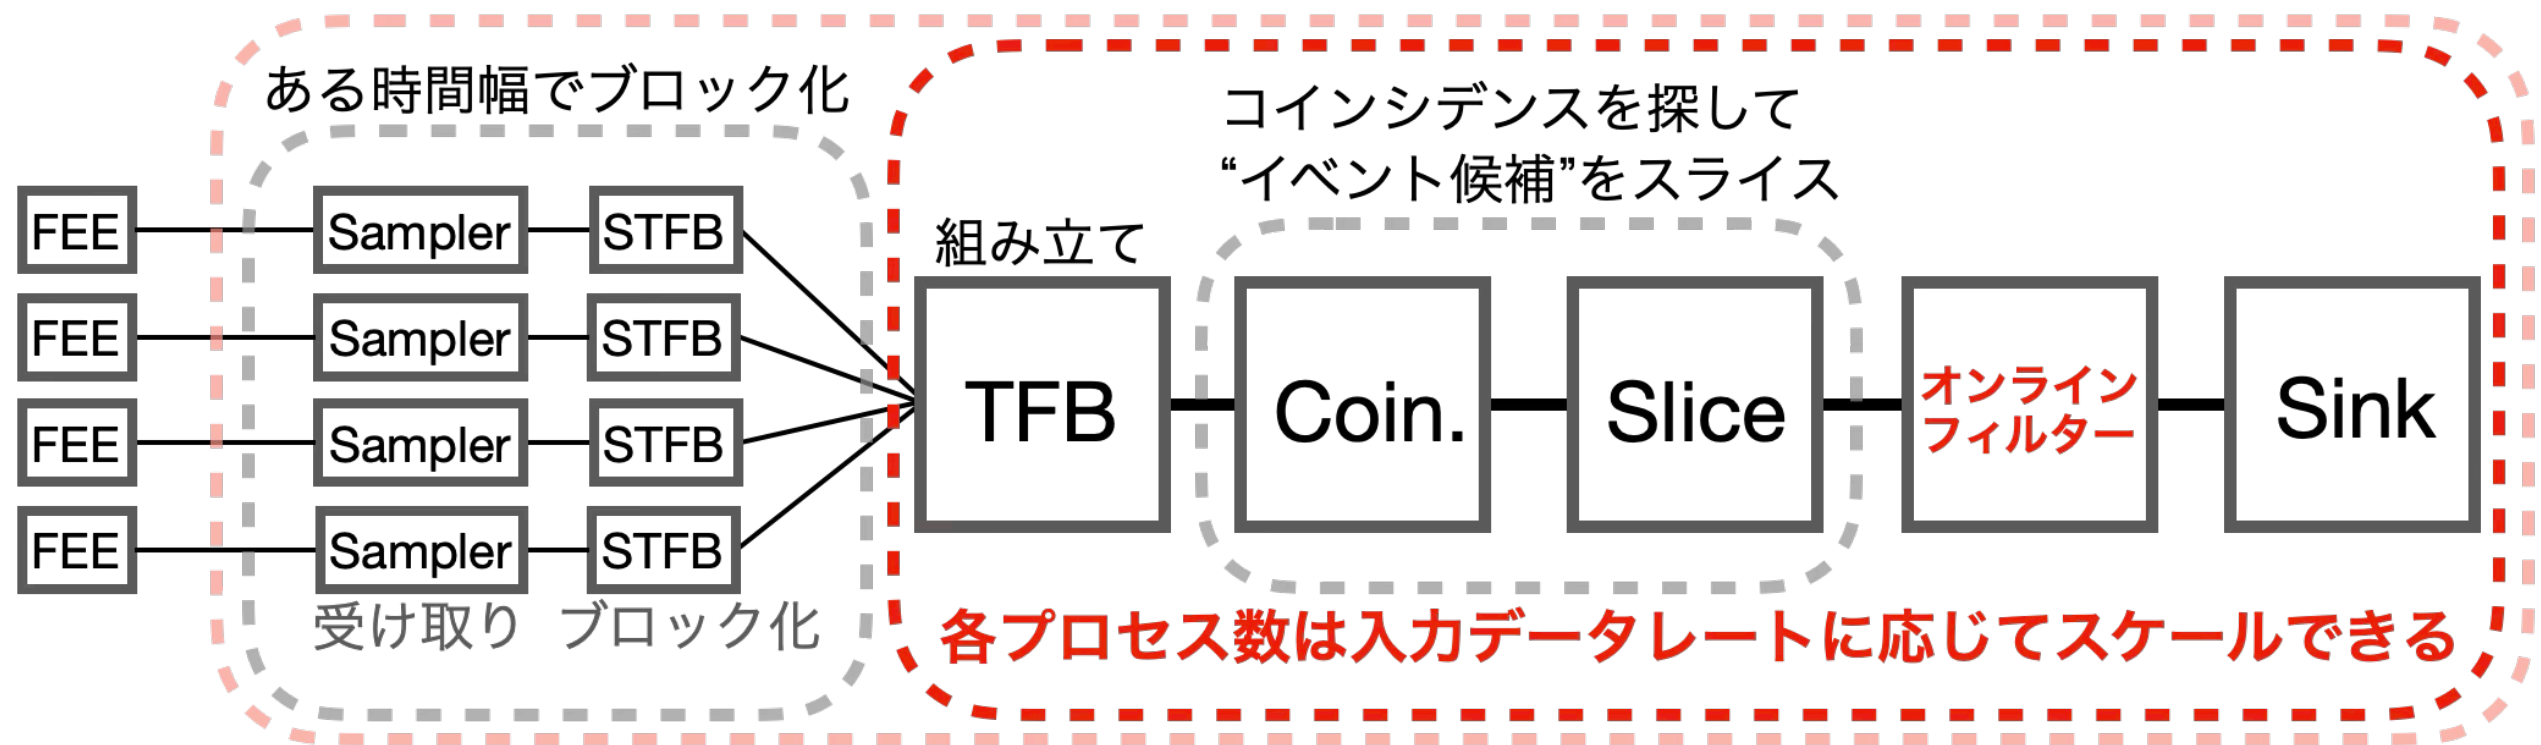 ある時間幅でブロック化
コインシデンスを探して
“イベント候補”をスライス
組み立て
FEE Sampler STFB
FEE Sampler STFB
FEE Sampler STFB
FEE Sampler STFB
TFB
Coin.
Slice
オンライン
フィルター
Sink
受け取り ブロック化
各プロセス数は入力データレートに応じてスケールできる